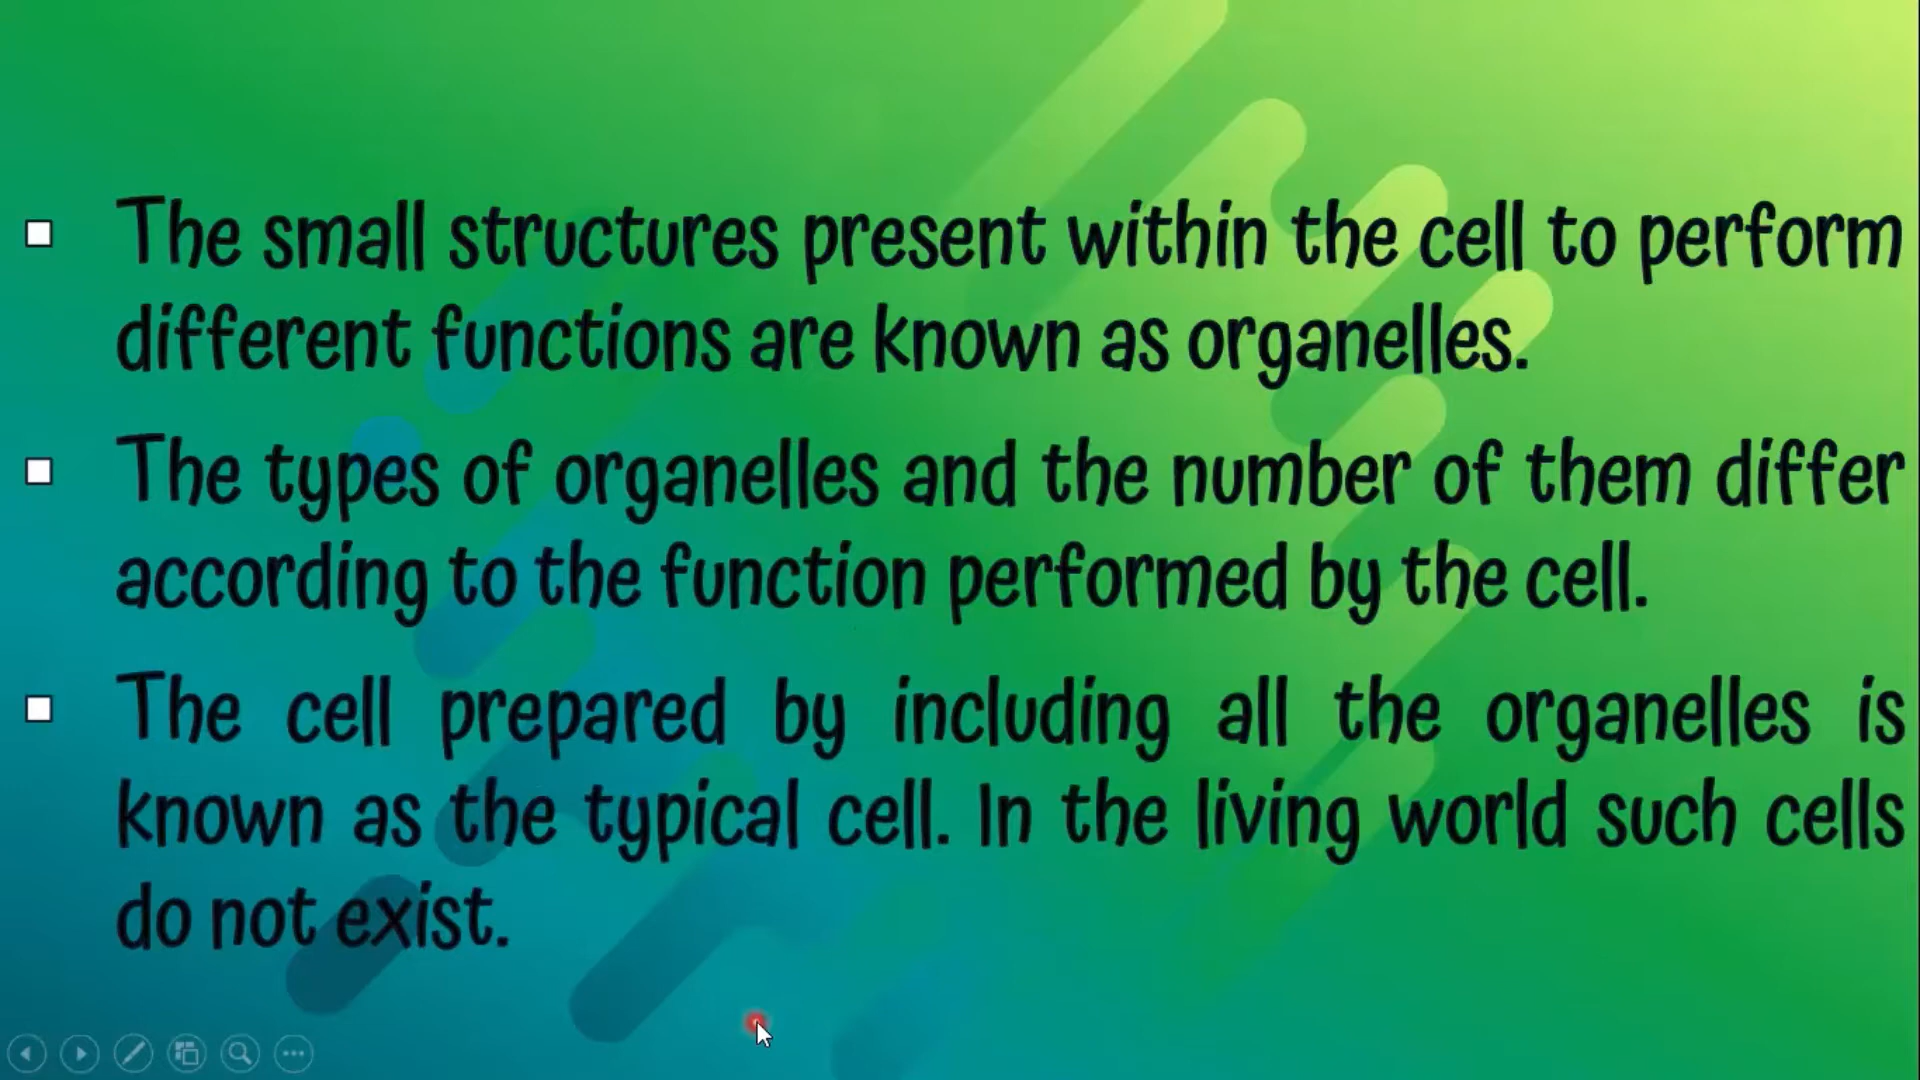 The small structures present within the cell to perform
different functions are known as organelles.
The types of organelles and the number of them differ
according to the function performed by the cell.
The cell prepared by including all the organelles is
known as the typical cell. In the living world such cells
do not exist.